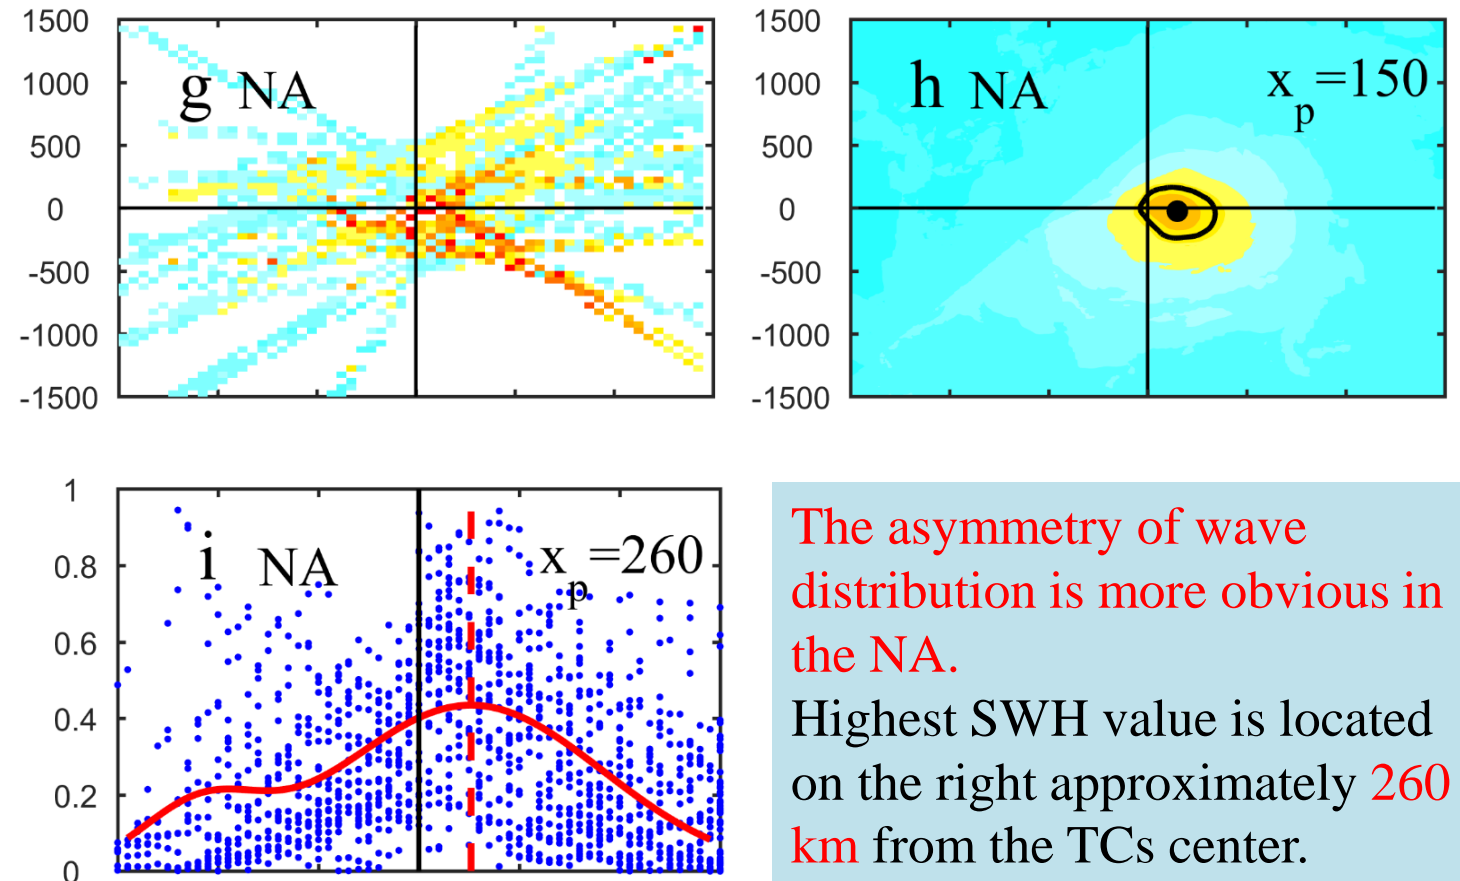 1500
1000
500
0
-500
-1000
-1500
g NA
1500
1000
500
0
-500
-1000
-1500
h NA
xp=150
1
0.8
0.6
0.4
0.2
0
i NA
xp=260
The asymmetry of wave
distribution is more obvious in
the NA.
Highest SWH value is located
on the right approximately 260
km from the TCs center.